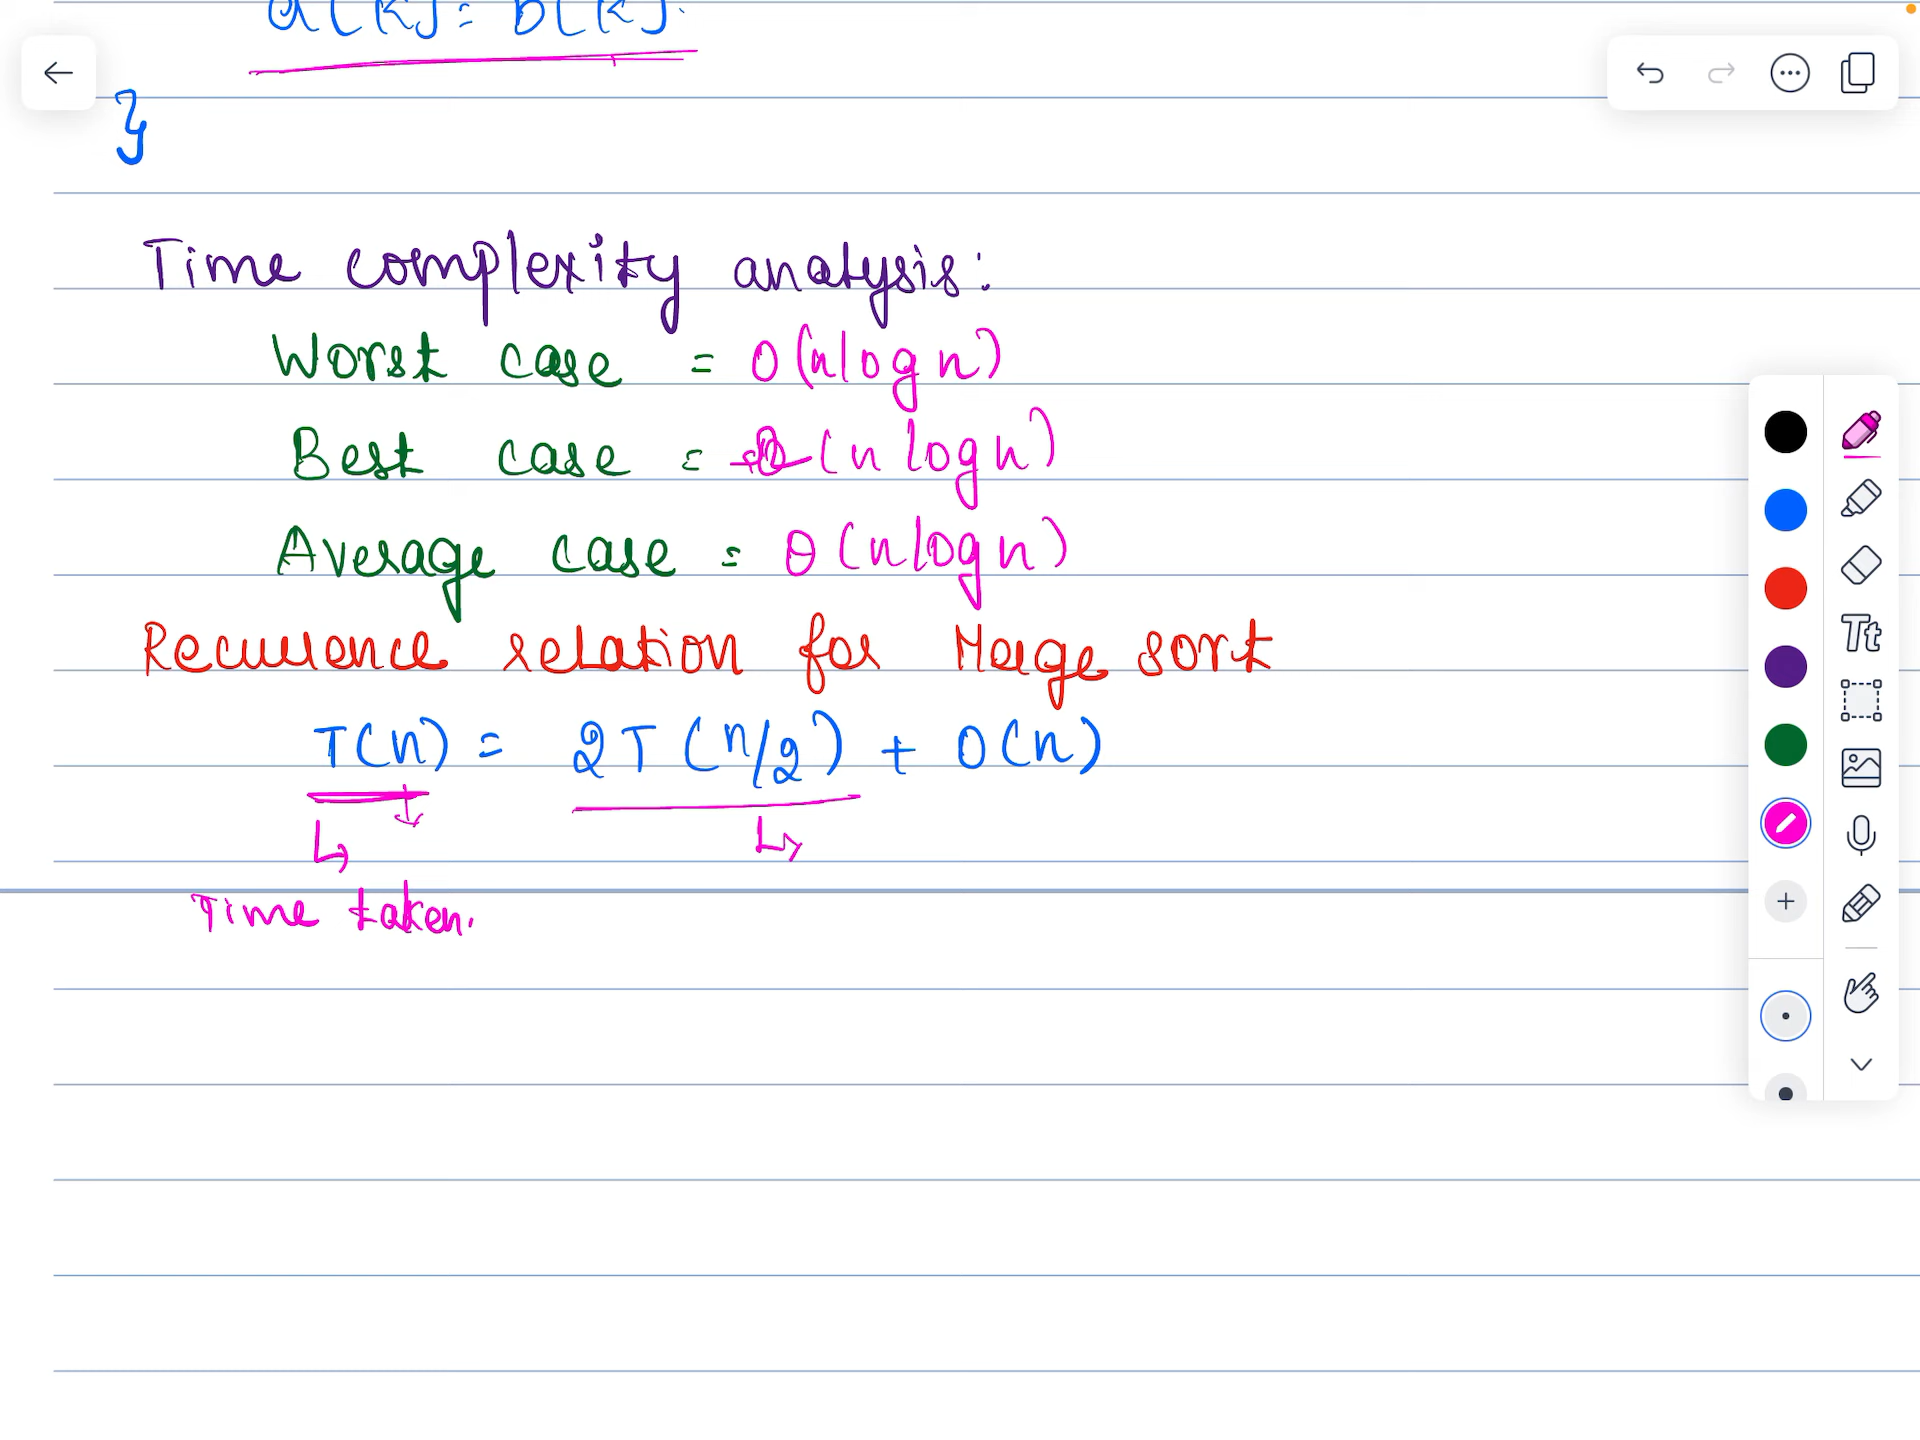 a[k] = b[k].
}
Time complexity analysis:
Worst case = O(nlogn)
Best case = Ω(n logn)
Average case = θ(nlogn)
Recurrence relation for Merge sort
T(n) = 2T(n/2) + O(n)
Time taken.
Tt